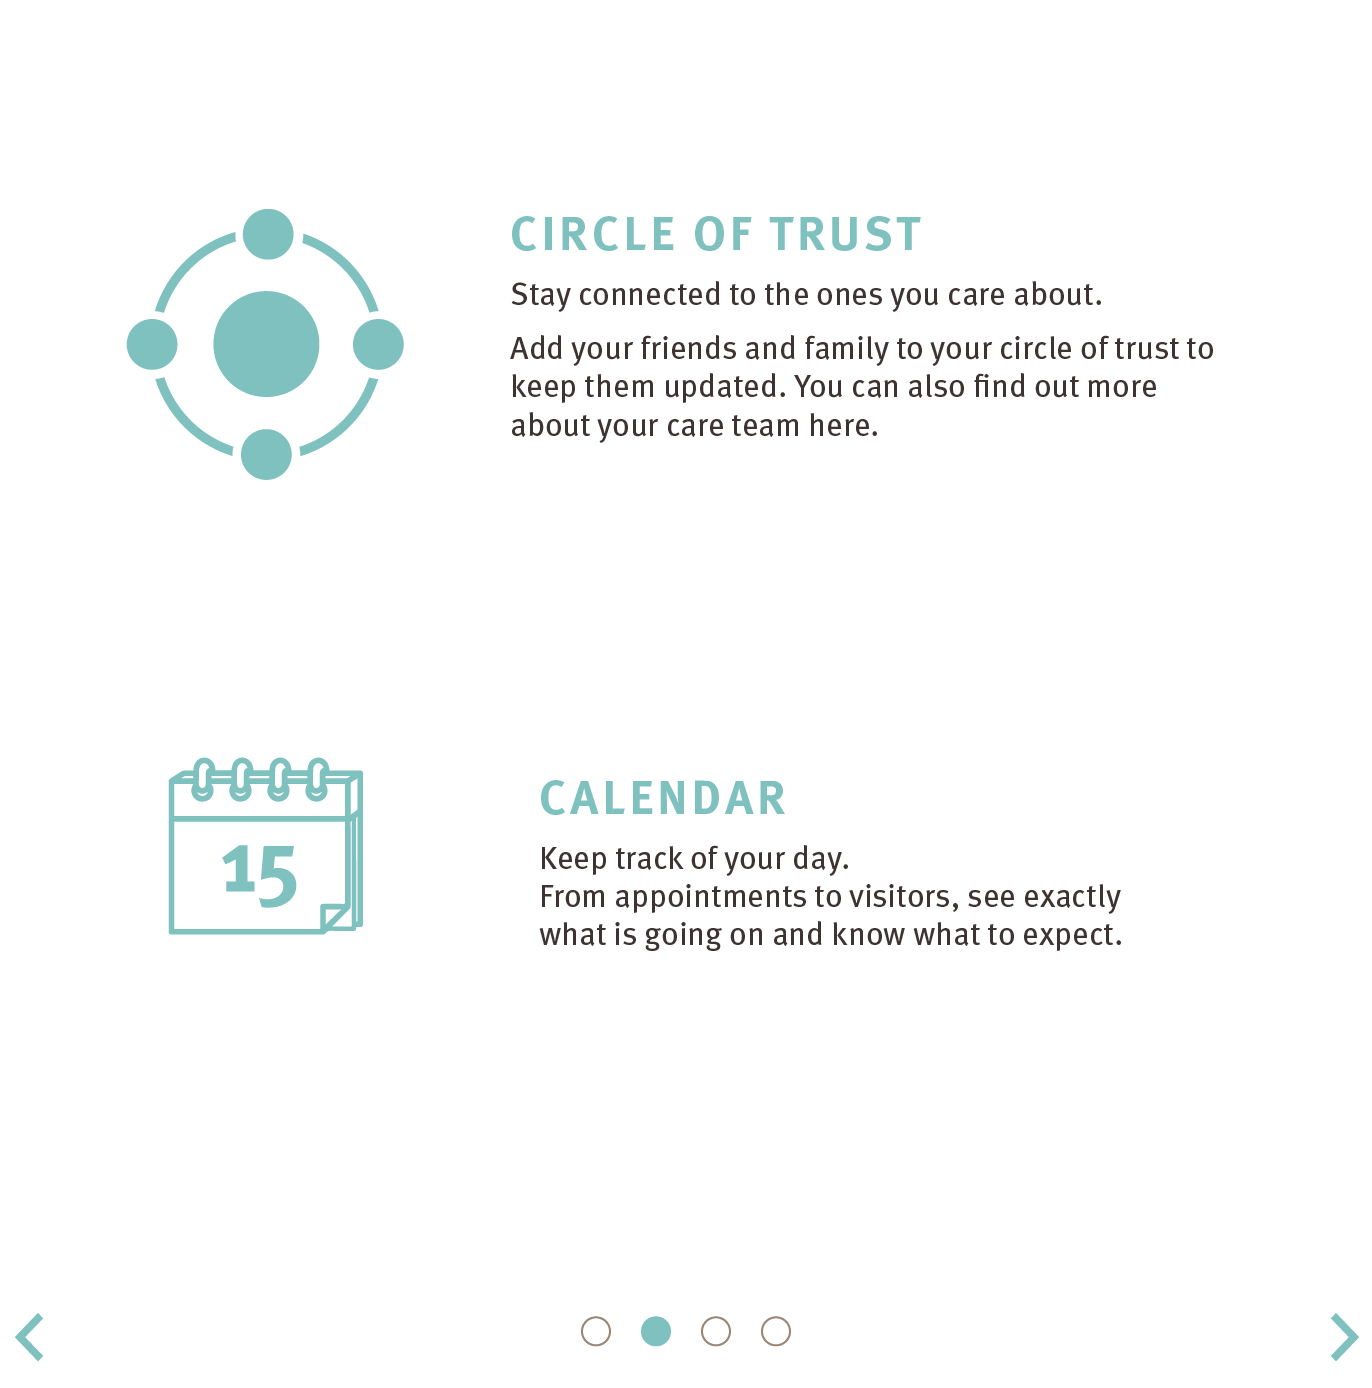 CIRCLE OF TRUST
Stay connected to the ones you care about.
Add your friends and family to your circle of trust to
keep them updated. You can also find out more
about your care team here.
15
CALENDAR
Keep track of your day.
From appointments to visitors, see exactly
what is going on and know what to expect.